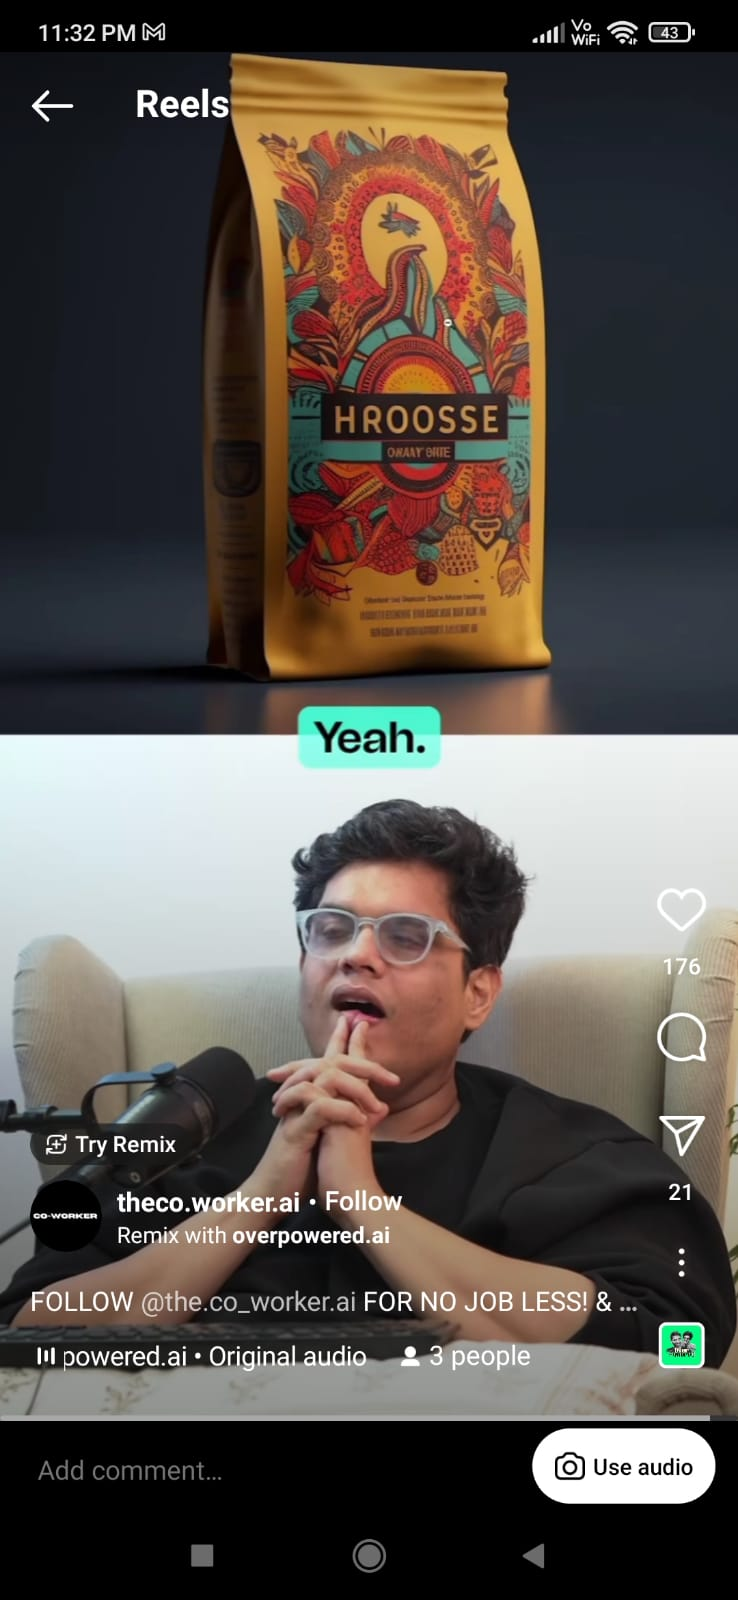 11:32 PM
Vo
WiFi
43
Reels
HROOSSE
Yeah.
176
Try Remix
21
CO-WORKER
theco.worker.ai • Follow
Remix with overpowered.ai
FOLLOW @the.co_worker.ai FOR NO JOB LESS! & ...
powered.ai • Original audio
3 people
Add comment...
Use audio